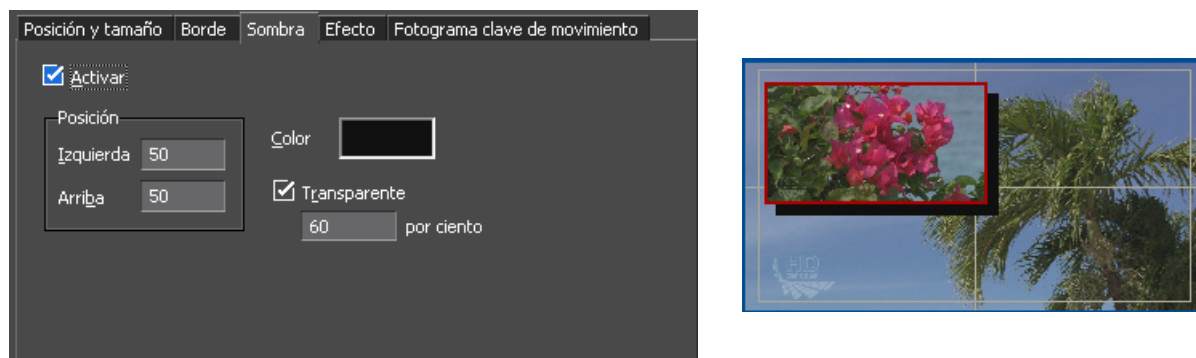 Posición y tamaño Borde Sombra Efecto Fotograma clave de movimiento
Activar
Posición
Izquierda 50
Arriba 50
Color
Transparente
60 por ciento
HD